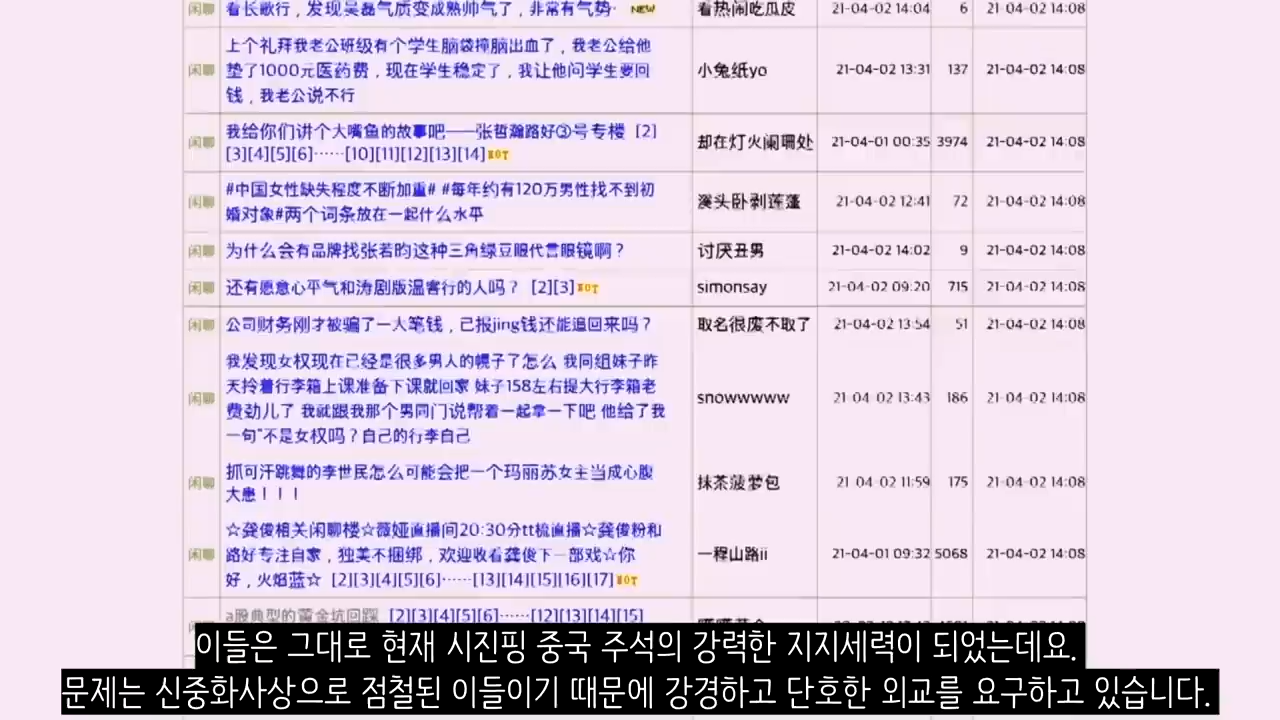 闲聊 看长歌行，发现吴磊气质变成熟帅气了，非常有气势· NEW 看热闹吃瓜皮 21-04-02 14:04 6 21-04-02 14:08
上个礼拜我老公班级有个学生脑袋撞脑出血了，我老公给他
闲聊 垫了1000元医药费，现在学生稳定了，我让他问学生要回 小兔纸yo 21-04-02 13:31 137 21-04-02 14:08
钱，我老公说不行
我给你们讲个大嘴鱼的故事吧——张哲瀚路好③号专楼 [2]
闲聊 [3][4][5][6]……[10][11][12][13][14] HOT 却在灯火阑珊处 21-04-01 00:35 3974 21-04-02 14:08
#中国女性缺失程度不断加重# #每年约有120万男性找不到初
闲聊 婚对象#两个词条放在一起什么水平 溪头卧剥莲蓬 21-04-02 12:41 72 21-04-02 14:08
闲聊 为什么会有品牌找张若昀这种三角绿豆眼代言眼镜啊？ 讨厌丑男 21-04-02 14:02 9 21-04-02 14:08
闲聊 还有愿意心平气和涛剧版温客行的人吗？ [2][3] HOT simonsay 21-04-02 09:20 715 21-04-02 14:08
闲聊 公司财务刚才被骗了一大笔钱，己报jing钱还能追回来吗？ 取名很废不取了 21-04-02 13:54 51 21-04-02 14:08
我发现女权现在已经是很多男人的幌子了怎么 我同组妹子昨
天拎着行李箱上课准备下课就回家 妹子158左右提大行李箱老
闲聊 费劲儿了 我就跟我那个男同门说帮着一起拿一下吧 他给了我 snowwwww 21-04-02 13:43 186 21-04-02 14:08
一句"不是女权吗？自己的行李自己
抓可汗跳舞的李世民怎么可能会把一个玛丽苏女主当成心腹
闲聊 大患！！！ 抹茶菠萝包 21-04-02 11:59 175 21-04-02 14:08
☆龚俊相关闲聊楼☆薇娅直播间20:30分tt梳直播☆龚俊粉和
闲聊 路好专注自家，独美不捆绑，欢迎收看龚俊下一部戏☆你 一程山路ii 21-04-01 09:32 5068 21-04-02 14:08
好，火焰蓝☆ [2][3][4][5][6]……[13][14][15][16][17] HOT
a股典型的黄金坑回踩 [2][3][4][5][6]……[12][13][14][15]
이들은 그대로 현재 시진핑 중국 주석의 강력한 지지세력이 되었는데요.
문제는 신중화사상으로 점철된 이들이기 때문에 강경하고 단호한 외교를 요구하고 있습니다.